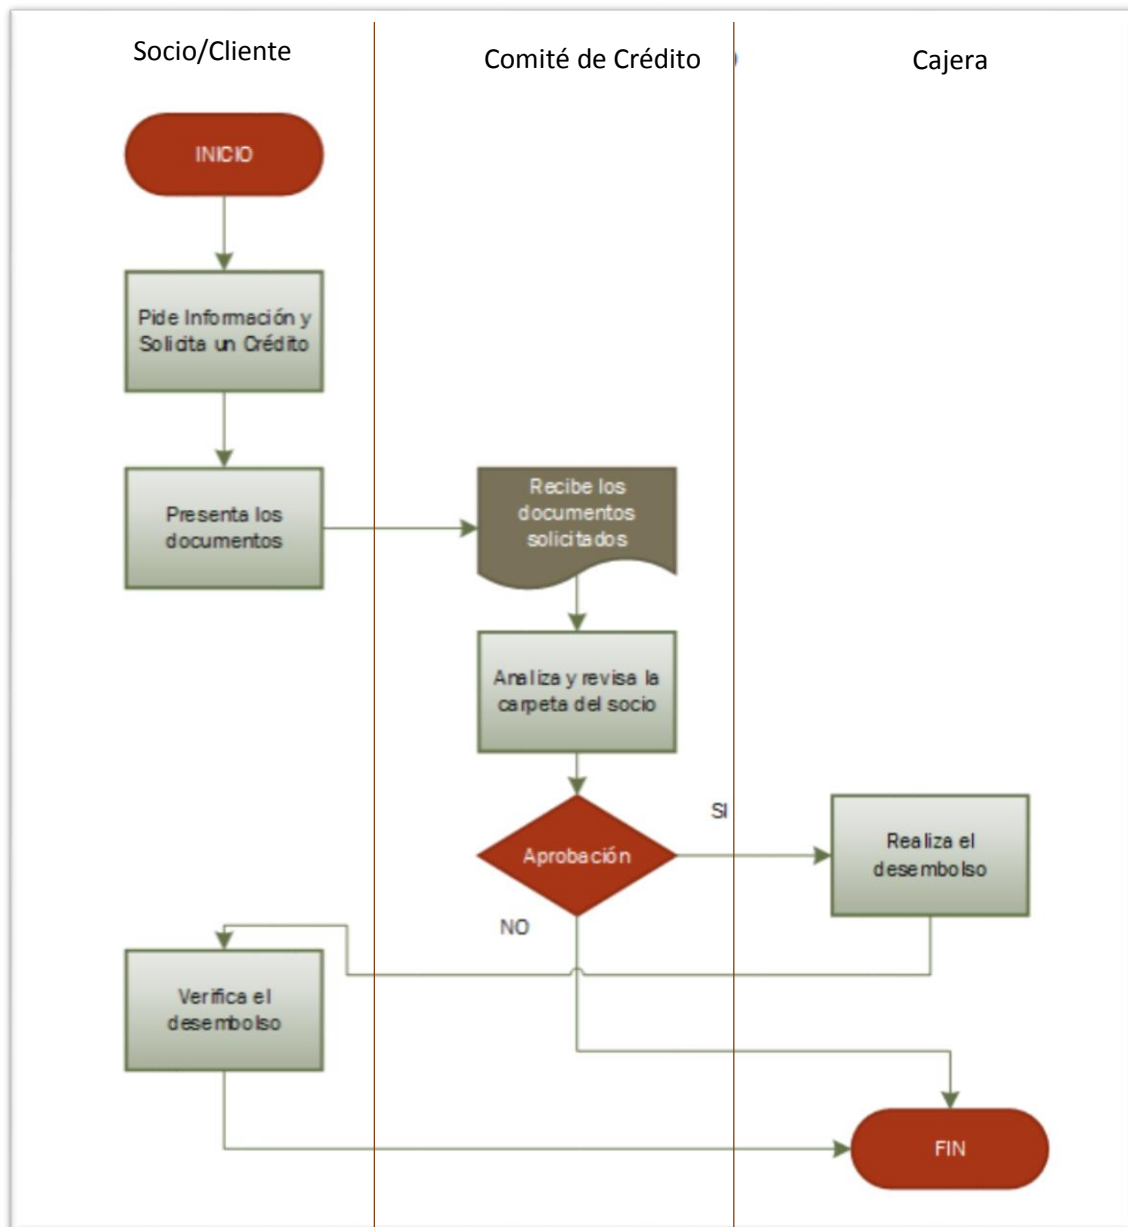 Socio/Cliente
Comité de Crédito
Cajera
INICIO
Pide Información y
Solicita un Crédito
Presenta los
documentos
Recibe los
documentos
solicitados
Analiza y revisa la
carpeta del socio
Aprobación
SI
Realiza el
desembolso
NO
Verifica el
desembolso
FIN